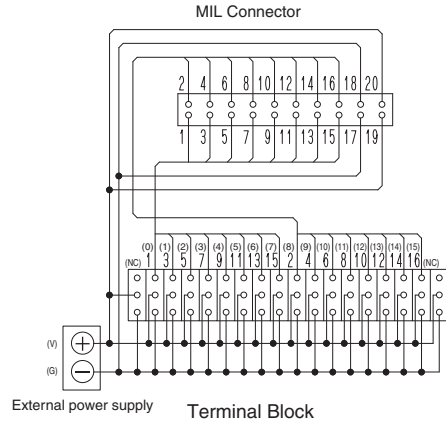 MIL Connector
2 4 6 8 10 12 14 16 18 20
1 3 5 7 9 11 13 15 17 19
(0) (1) (2) (3) (4) (5) (6) (7) (8) (9) (10) (11) (12) (13) (14) (15)
(NC) 1 3 5 7 9 11 13 15 2 4 6 8 10 12 14 16 (NC)
(V) +
(G) −
External power supply
Terminal Block